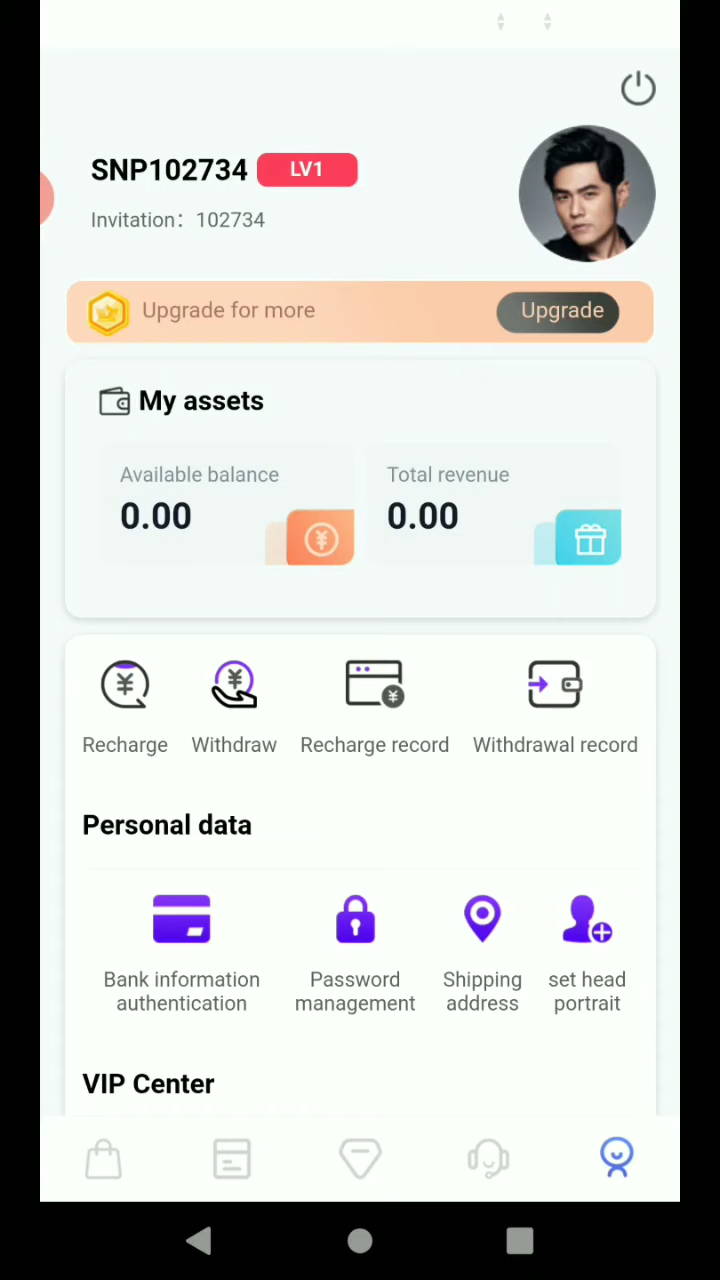 SNP102734 LV1
Invitation： 102734
Upgrade for more Upgrade
My assets
Available balance Total revenue
0.00 0.00
Recharge Withdraw Recharge record Withdrawal record
Personal data
Bank information authentication
Password management
Shipping address
set head portrait
VIP Center